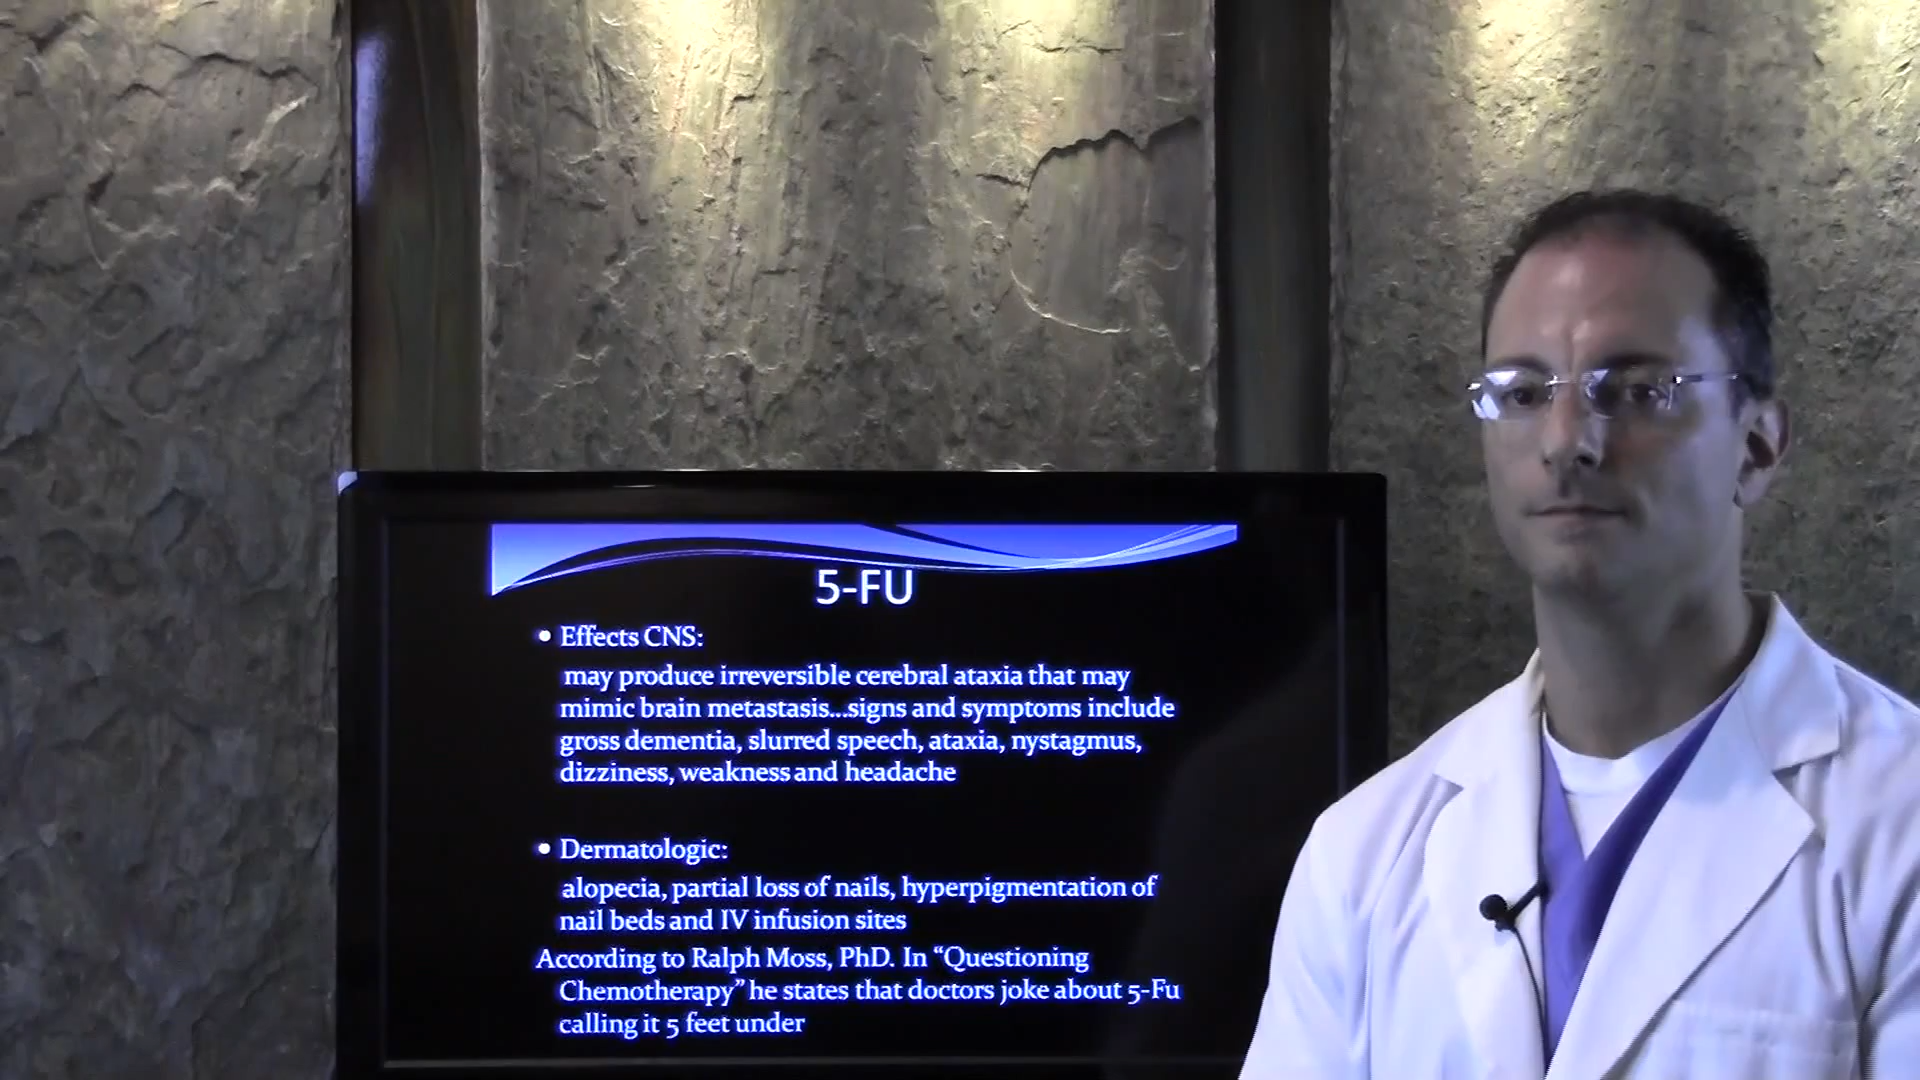 5-FU
• Effects CNS:
may produce irreversible cerebral ataxia that may
mimic brain metastasis...signs and symptoms include
gross dementia, slurred speech, ataxia, nystagmus,
dizziness, weakness and headache
• Dermatologic:
alopecia, partial loss of nails, hyperpigmentation of
nail beds and IV infusion sites
According to Ralph Moss, PhD. In “Questioning
Chemotherapy” he states that doctors joke about 5-Fu
calling it 5 feet under